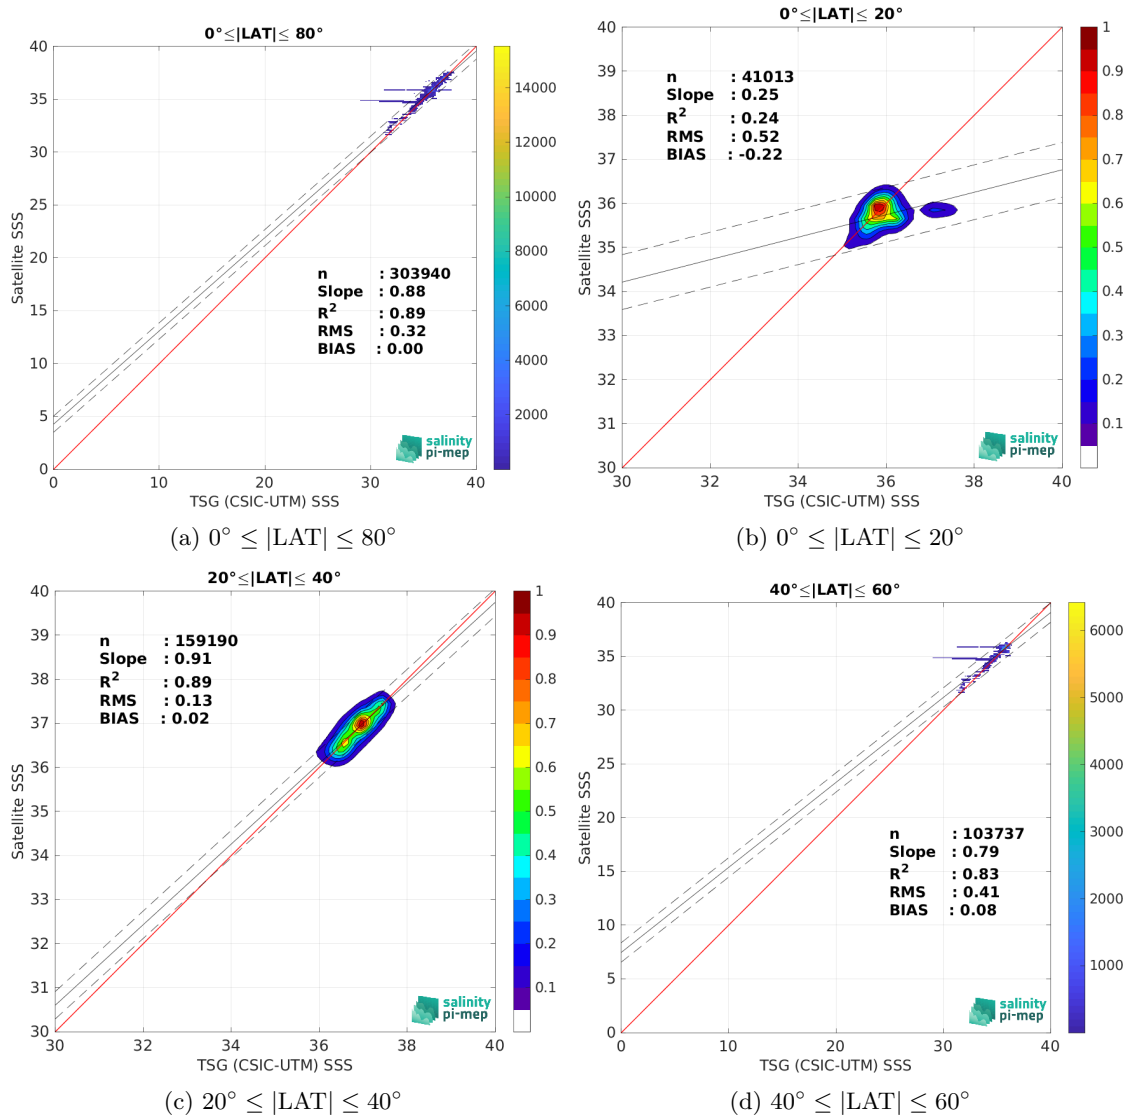 0°≤|LAT|≤ 80°
Satellite SSS
40
35
30
25
20
15
10
5
0
0
10
20
30
40
TSG (CSIC-UTM) SSS
n : 303940
Slope : 0.88
R² : 0.89
RMS : 0.32
BIAS : 0.00
salinity
pi-mep
14000
12000
10000
8000
6000
4000
2000
(a) 0° ≤ |LAT| ≤ 80°
0°≤|LAT|≤ 20°
Satellite SSS
40
39
38
37
36
35
34
33
32
31
30
30
32
34
36
38
40
TSG (CSIC-UTM) SSS
n : 41013
Slope : 0.25
R² : 0.24
RMS : 0.52
BIAS : -0.22
salinity
pi-mep
1
0.9
0.8
0.7
0.6
0.5
0.4
0.3
0.2
0.1
(b) 0° ≤ |LAT| ≤ 20°
20°≤|LAT|≤ 40°
Satellite SSS
40
39
38
37
36
35
34
33
32
31
30
30
32
34
36
38
40
TSG (CSIC-UTM) SSS
n : 159190
Slope : 0.91
R² : 0.89
RMS : 0.13
BIAS : 0.02
salinity
pi-mep
1
0.9
0.8
0.7
0.6
0.5
0.4
0.3
0.2
0.1
(c) 20° ≤ |LAT| ≤ 40°
40°≤|LAT|≤ 60°
Satellite SSS
40
35
30
25
20
15
10
5
0
0
10
20
30
40
TSG (CSIC-UTM) SSS
n : 103737
Slope : 0.79
R² : 0.83
RMS : 0.41
BIAS : 0.08
salinity
pi-mep
6000
5000
4000
3000
2000
1000
(d) 40° ≤ |LAT| ≤ 60°